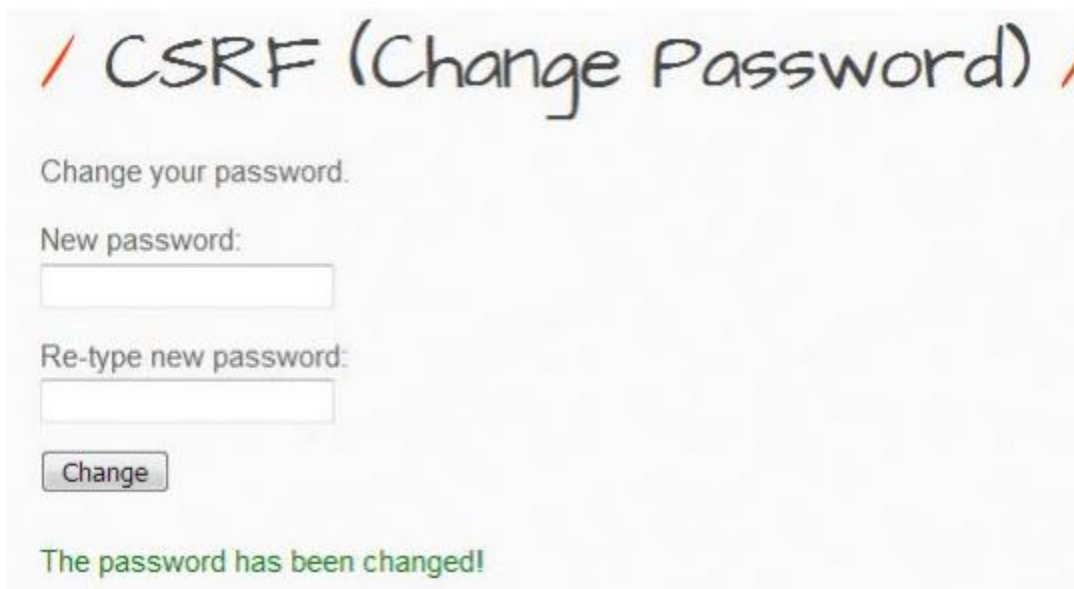 / CSRF (Change Password) /
Change your password.
New password:
Re-type new password:
Change
The password has been changed!